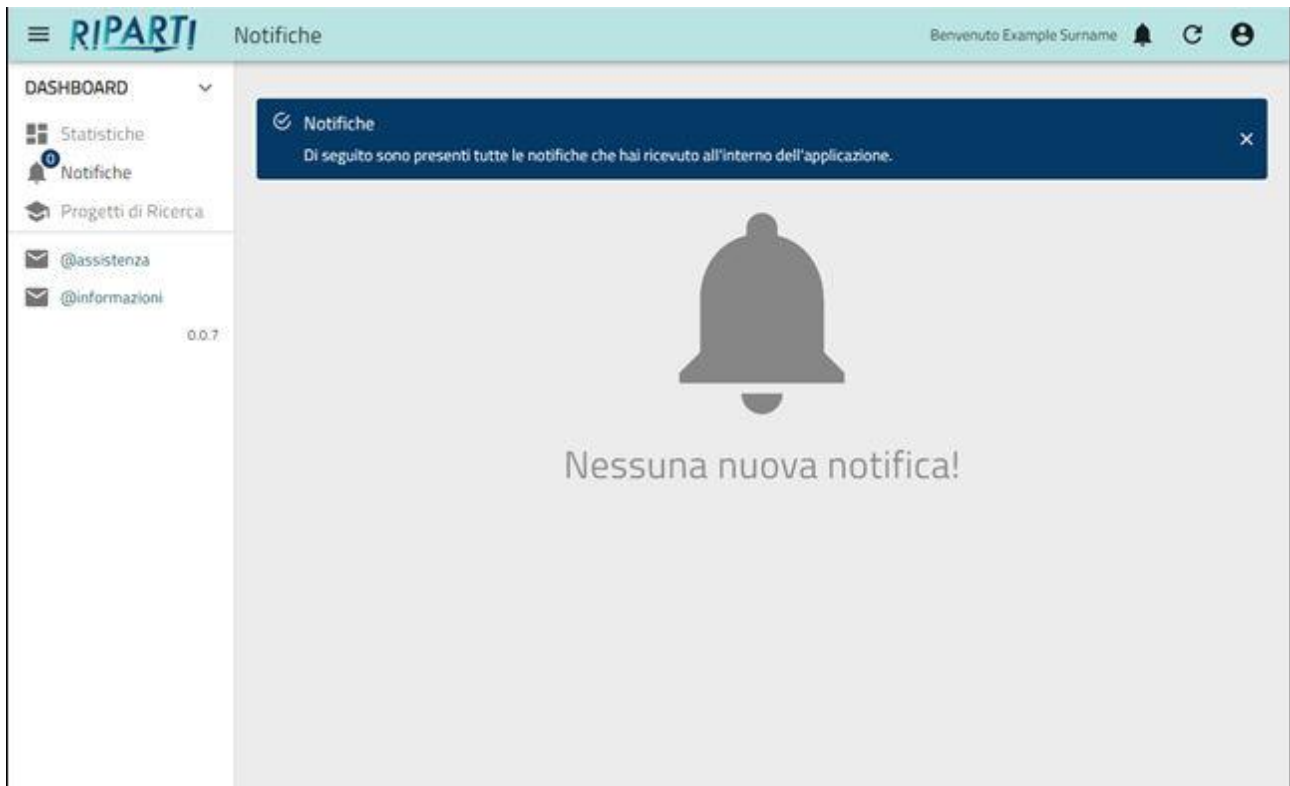 RIPARTI
Notifiche
Benvenuto Example Surname
DASHBOARD
Statistiche
0
Notifiche
Progetti di Ricerca
@assistenza
@informazioni
0.0.7
Notifiche
Di seguito sono presenti tutte le notifiche che hai ricevuto all'interno dell'applicazione.
Nessuna nuova notifica!